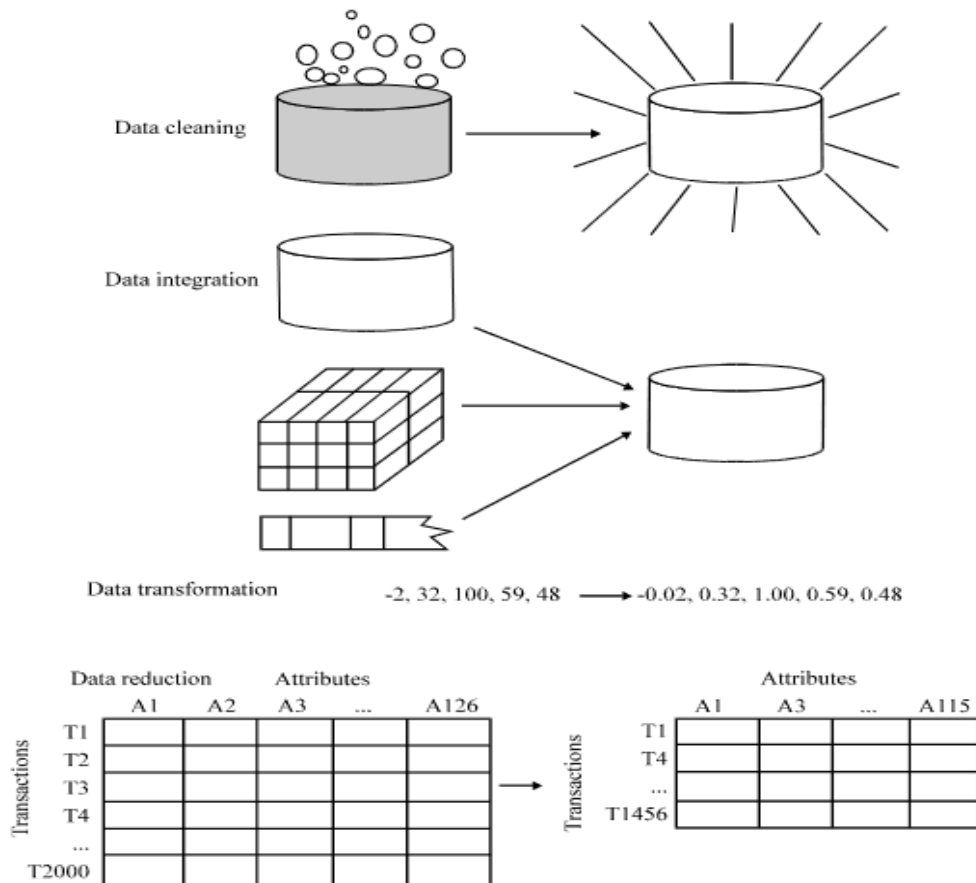 Data cleaning
Data integration
Data transformation
-2, 32, 100, 59, 48
-0.02, 0.32, 1.00, 0.59, 0.48
Data reduction
Attributes
A1 A2 A3 ... A126
Transactions
T1
T2
T3
T4
...
T2000
Attributes
A1 A3 ... A115
Transactions
T1
T4
...
T1456